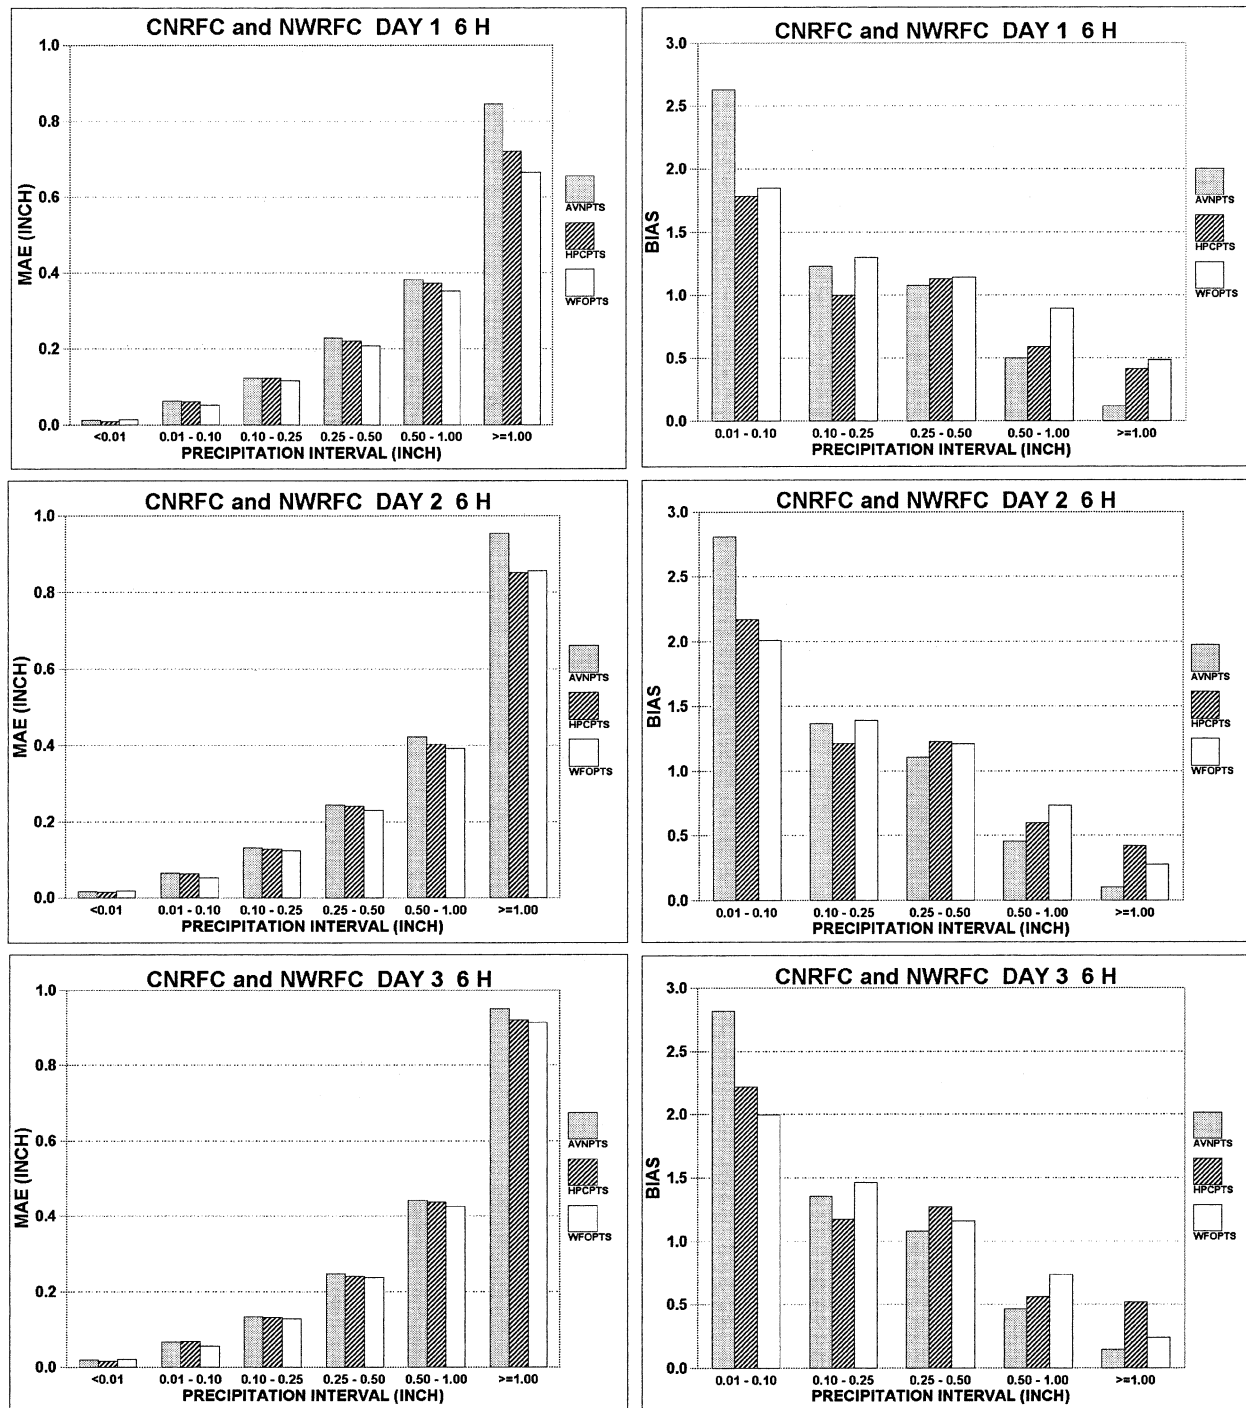 CNRFC and NWRFC DAY 1 6 H
1.0
0.8
0.6
0.4
0.2
0.0
MAE (INCH)
<0.01 0.01 - 0.10 0.10 - 0.25 0.25 - 0.50 0.50 - 1.00 >=1.00
PRECIPITATION INTERVAL (INCH)
AVNPTS
HPCPTS
WFOPTS
CNRFC and NWRFC DAY 1 6 H
3.0
2.5
2.0
1.5
1.0
0.5
0.0
BIAS
0.01 - 0.10 0.10 - 0.25 0.25 - 0.50 0.50 - 1.00 >=1.00
PRECIPITATION INTERVAL (INCH)
AVNPTS
HPCPTS
WFOPTS
CNRFC and NWRFC DAY 2 6 H
1.0
0.8
0.6
0.4
0.2
0.0
MAE (INCH)
<0.01 0.01 - 0.10 0.10 - 0.25 0.25 - 0.50 0.50 - 1.00 >=1.00
PRECIPITATION INTERVAL (INCH)
AVNPTS
HPCPTS
WFOPTS
CNRFC and NWRFC DAY 2 6 H
3.0
2.5
2.0
1.5
1.0
0.5
0.0
BIAS
0.01 - 0.10 0.10 - 0.25 0.25 - 0.50 0.50 - 1.00 >=1.00
PRECIPITATION INTERVAL (INCH)
AVNPTS
HPCPTS
WFOPTS
CNRFC and NWRFC DAY 3 6 H
1.0
0.8
0.6
0.4
0.2
0.0
MAE (INCH)
<0.01 0.01 - 0.10 0.10 - 0.25 0.25 - 0.50 0.50 - 1.00 >=1.00
PRECIPITATION INTERVAL (INCH)
AVNPTS
HPCPTS
WFOPTS
CNRFC and NWRFC DAY 3 6 H
3.0
2.5
2.0
1.5
1.0
0.5
0.0
BIAS
0.01 - 0.10 0.10 - 0.25 0.25 - 0.50 0.50 - 1.00 >=1.00
PRECIPITATION INTERVAL (INCH)
AVNPTS
HPCPTS
WFOPTS